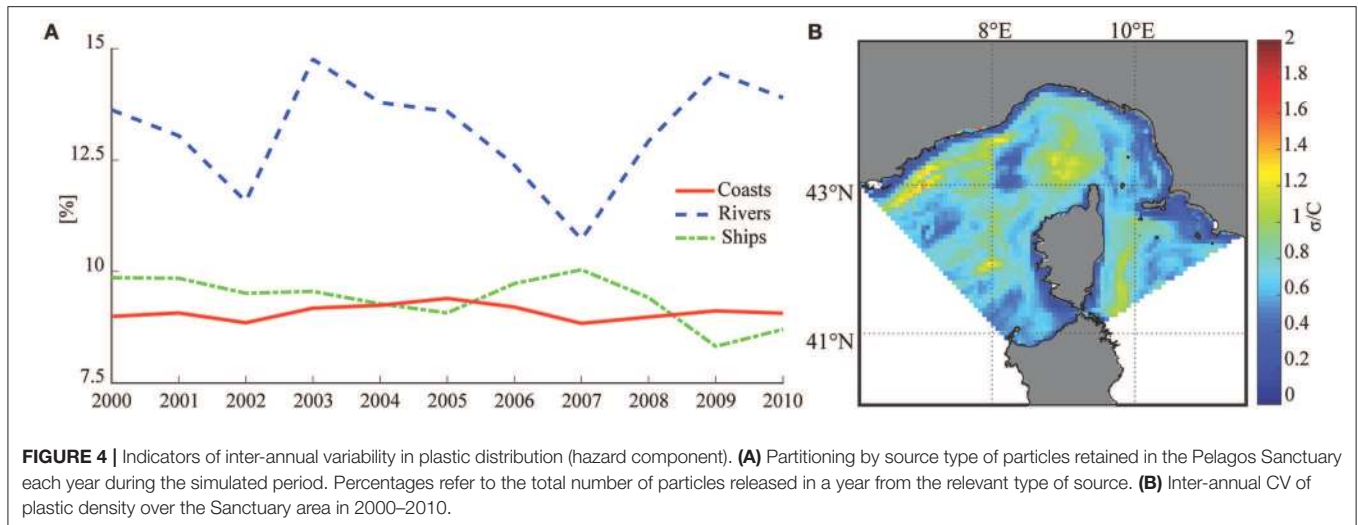 A
15
12.5
10
7.5
[%]
Coasts
Rivers
Ships
2000 2001 2002 2003 2004 2005 2006 2007 2008 2009 2010
B
8°E 10°E
43°N
41°N
2
1.8
1.6
1.4
1.2
1
0.8
0.6
0.4
0.2
0
σ/C
FIGURE 4 | Indicators of inter-annual variability in plastic distribution (hazard component). (A) Partitioning by source type of particles retained in the Pelagos Sanctuary
each year during the simulated period. Percentages refer to the total number of particles released in a year from the relevant type of source. (B) Inter-annual CV of
plastic density over the Sanctuary area in 2000–2010.